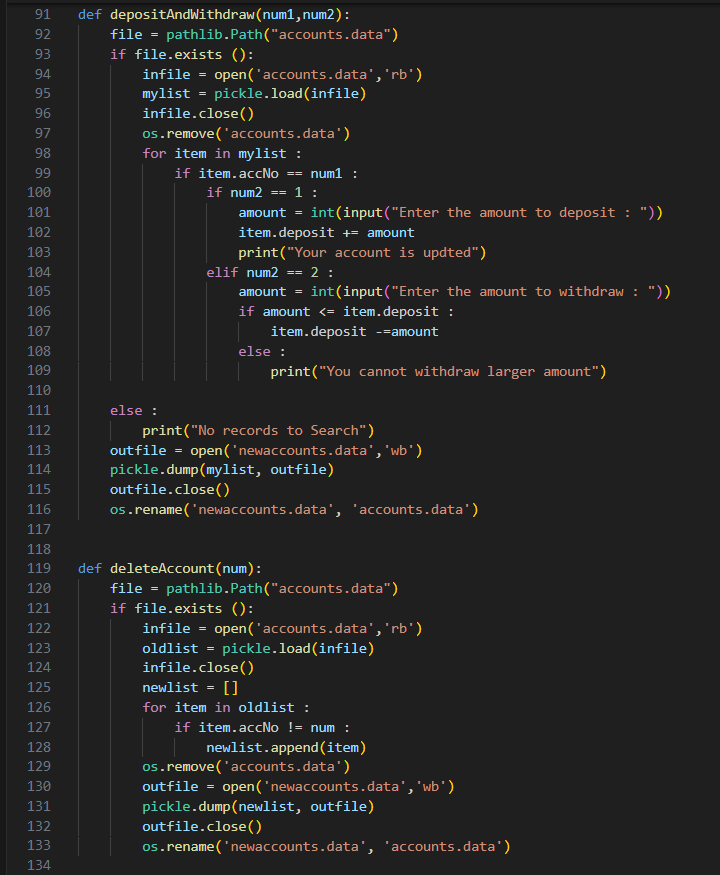 91 def depositAndWithdraw(num1,num2):
92     file = pathlib.Path("accounts.data")
93     if file.exists ():
94         infile = open('accounts.data','rb')
95         mylist = pickle.load(infile)
96         infile.close()
97         os.remove('accounts.data')
98         for item in mylist :
99             if item.accNo == num1 :
100                 if num2 == 1 :
101                     amount = int(input("Enter the amount to deposit : "))
102                     item.deposit += amount
103                     print("Your account is updted")
104                 elif num2 == 2 :
105                     amount = int(input("Enter the amount to withdraw : "))
106                     if amount <= item.deposit :
107                         item.deposit -=amount
108                     else :
109                         print("You cannot withdraw larger amount")
110
111     else :
112         print("No records to Search")
113     outfile = open('newaccounts.data','wb')
114     pickle.dump(mylist, outfile)
115     outfile.close()
116     os.rename('newaccounts.data', 'accounts.data')
117
118
119 def deleteAccount(num):
120     file = pathlib.Path("accounts.data")
121     if file.exists ():
122         infile = open('accounts.data','rb')
123         oldlist = pickle.load(infile)
124         infile.close()
125         newlist = []
126         for item in oldlist :
127             if item.accNo != num :
128                 newlist.append(item)
129         os.remove('accounts.data')
130         outfile = open('newaccounts.data','wb')
131         pickle.dump(newlist, outfile)
132         outfile.close()
133         os.rename('newaccounts.data', 'accounts.data')
134